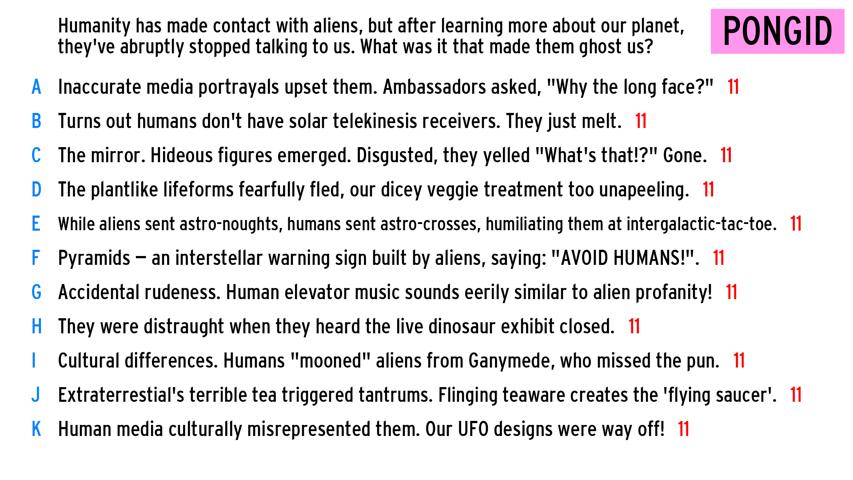 Humanity has made contact with aliens, but after learning more about our planet,
they've abruptly stopped talking to us. What was it that made them ghost us?
PONGID
A Inaccurate media portrayals upset them. Ambassadors asked, "Why the long face?" 11
B Turns out humans don't have solar telekinesis receivers. They just melt. 11
C The mirror. Hideous figures emerged. Disgusted, they yelled "What's that!?" Gone. 11
D The plantlike lifeforms fearfully fled, our dicey veggie treatment too unapeeling. 11
E While aliens sent astro-noughts, humans sent astro-crosses, humiliating them at intergalactic-tac-toe. 11
F Pyramids – an interstellar warning sign built by aliens, saying: "AVOID HUMANS!". 11
G Accidental rudeness. Human elevator music sounds eerily similar to alien profanity! 11
H They were distraught when they heard the live dinosaur exhibit closed. 11
I Cultural differences. Humans "mooned" aliens from Ganymede, who missed the pun. 11
J Extraterrestial's terrible tea triggered tantrums. Flinging teaware creates the 'flying saucer'. 11
K Human media culturally misrepresented them. Our UFO designs were way off! 11